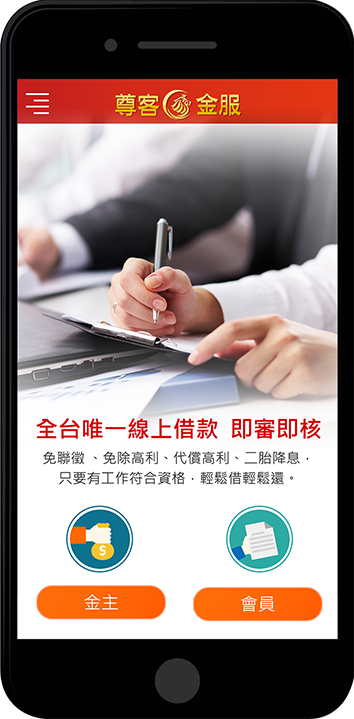 尊客金服
全台唯一線上借款 即審即核
免聯徵、免除高利、代償高利、二胎降息，
只要有工作符合資格，輕鬆借輕鬆還。
$
金主
會員